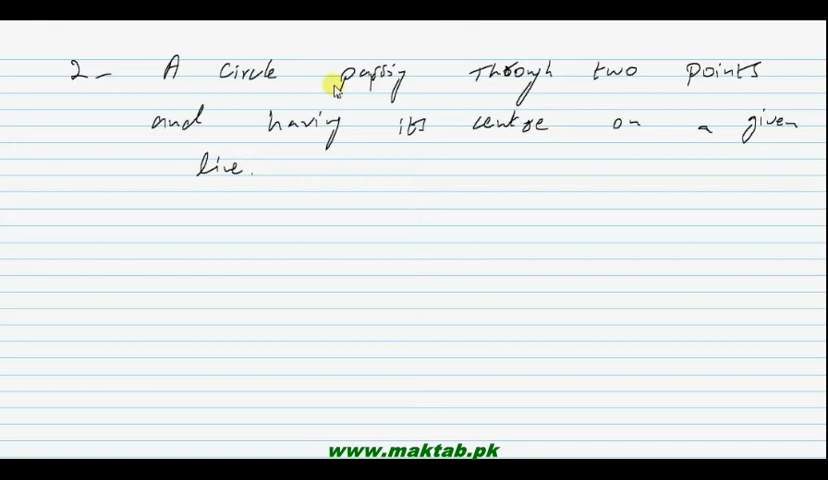 2- A circle passing through two points
and having its centre on a given
line.
www.maktab.pk